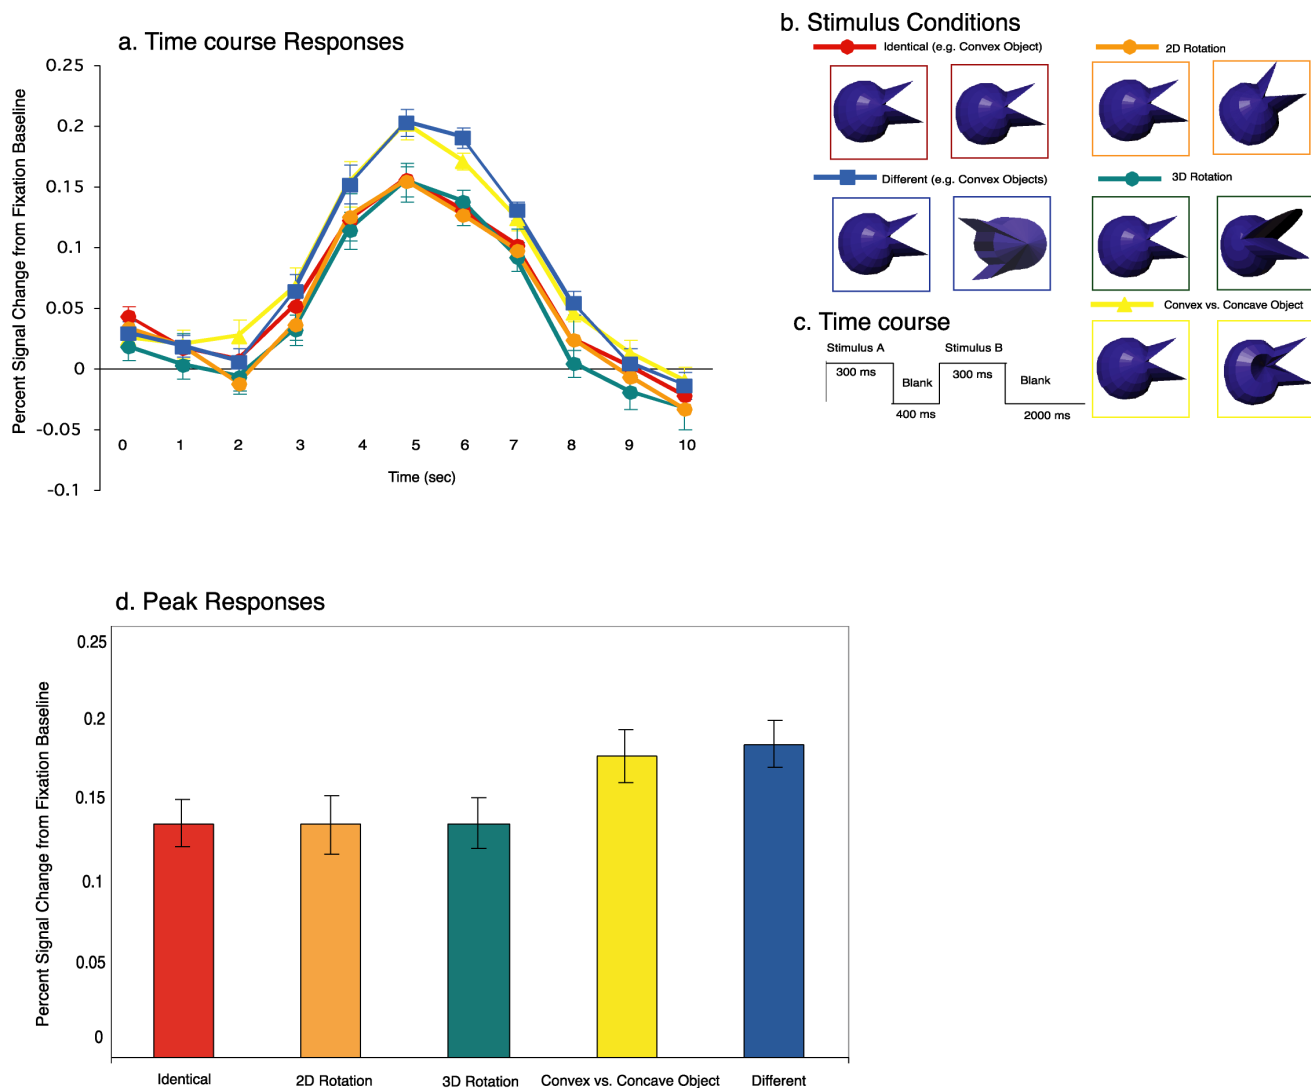 a. Time course Responses
Percent Signal Change from Fixation Baseline
0.25
0.2
0.15
0.1
0.05
0
-0.05
-0.1
0 1 2 3 4 5 6 7 8 9 10
Time (sec)
b. Stimulus Conditions
Identical (e.g. Convex Object)
2D Rotation
Different (e.g. Convex Objects)
3D Rotation
Convex vs. Concave Object
c. Time course
Stimulus A
Stimulus B
300 ms
Blank
300 ms
Blank
400 ms
2000 ms
d. Peak Responses
Percent Signal Change from Fixation Baseline
0.25
0.2
0.15
0.1
0.05
0
Identical
2D Rotation
3D Rotation
Convex vs. Concave Object
Different